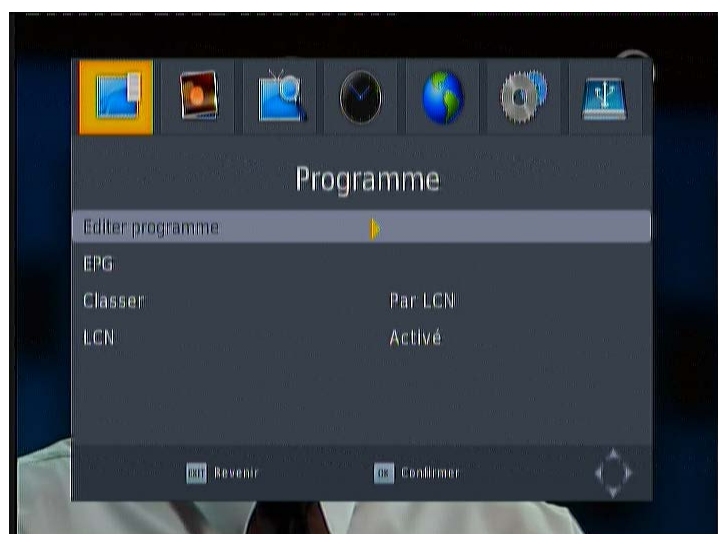 Programme
Editer programme
EPG
Classer Par LCN
LCN Activé
EXIT Revenir OK Confirmer